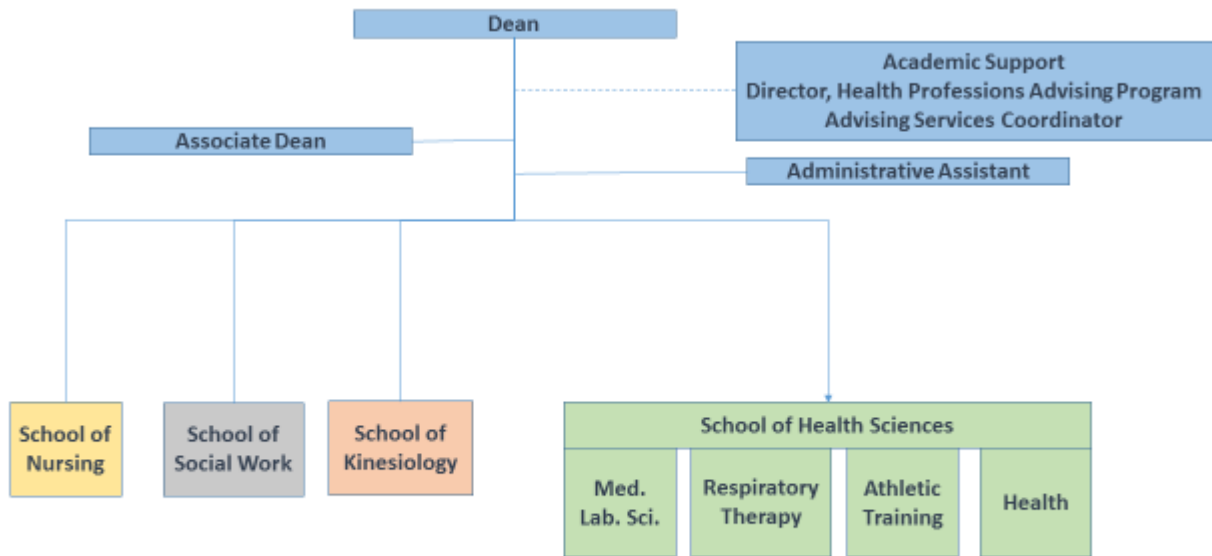 Dean
Academic Support
Director, Health Professions Advising Program
Advising Services Coordinator
Associate Dean
Administrative Assistant
School of
Nursing
School of
Social Work
School of
Kinesiology
School of Health Sciences
Med.
Lab. Sci.
Respiratory
Therapy
Athletic
Training
Health